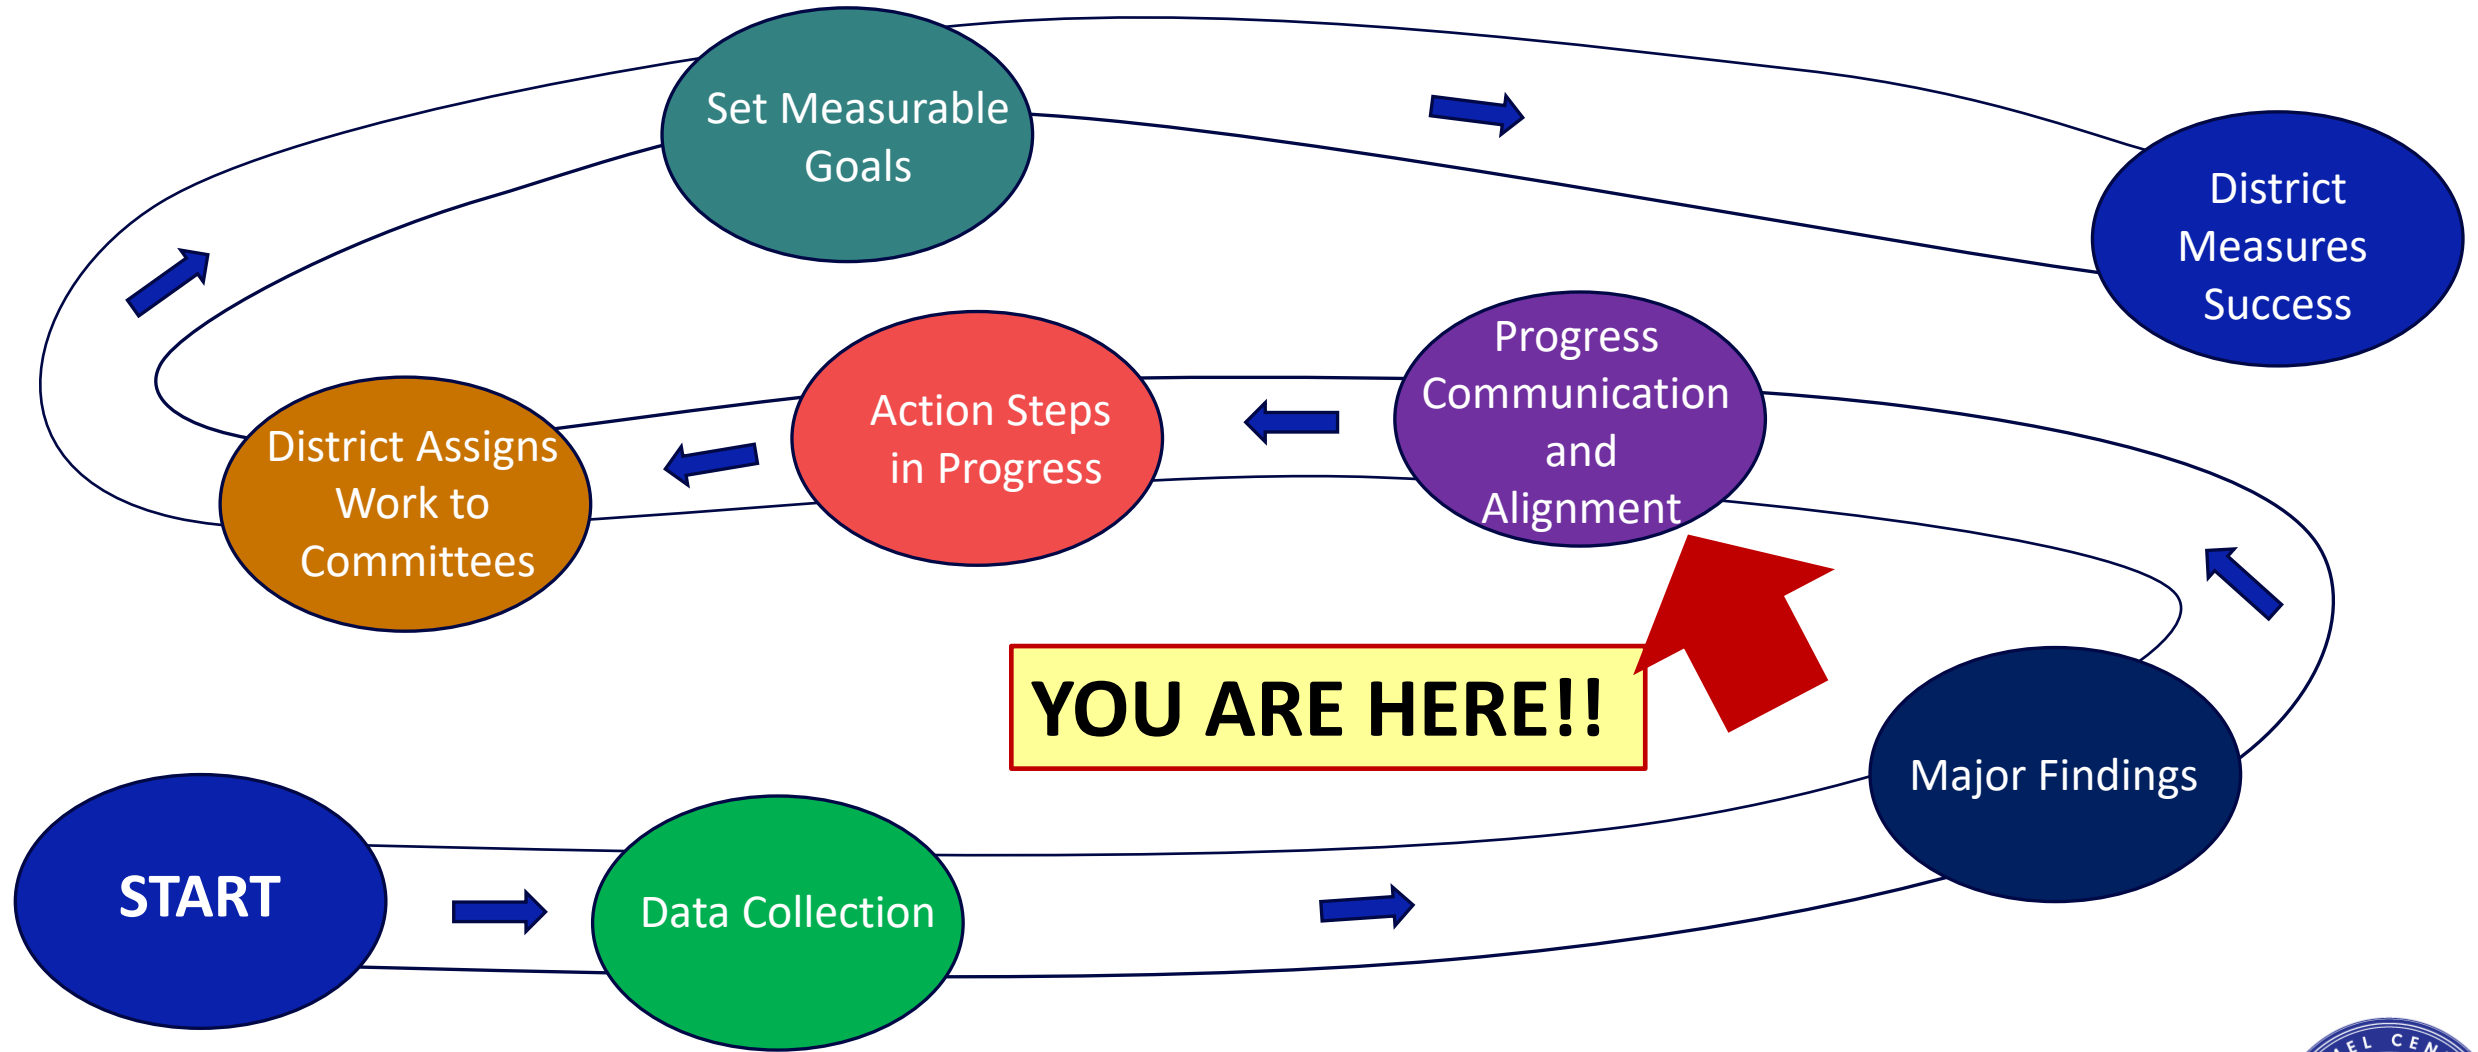 Set Measurable
Goals
District
Measures
Success
Progress
Communication
and
Alignment
Action Steps
in Progress
District Assigns
Work to
Committees
YOU ARE HERE!!
Major Findings
START
Data Collection